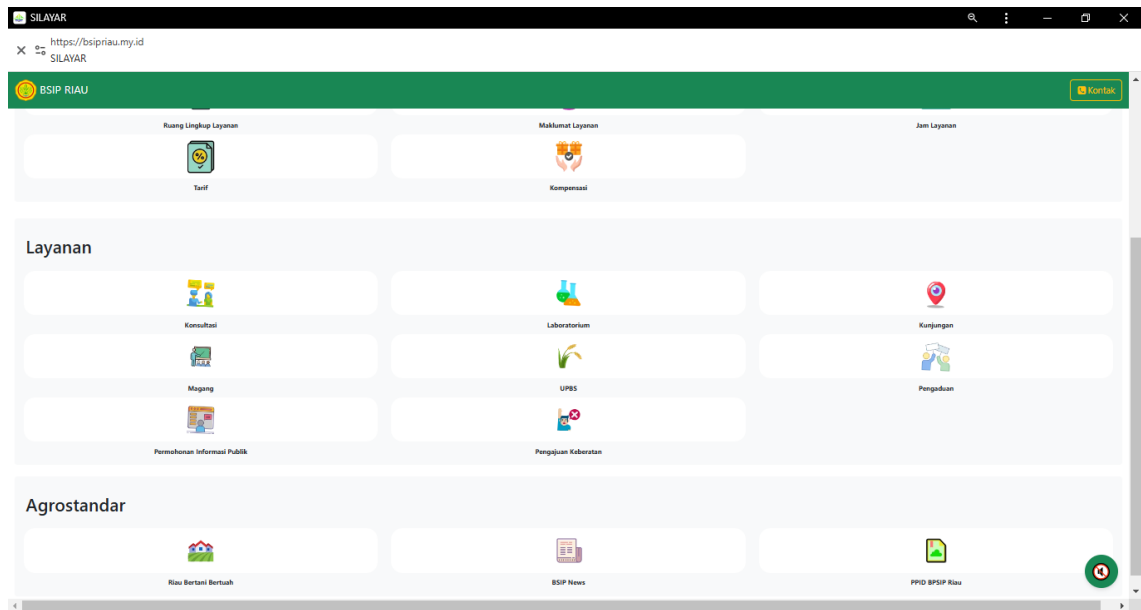 SILAYAR
https://bsipriau.my.id
SILAYAR
BSIP RIAU
Kontak
Ruang Lingkup Layanan
Maklumat Layanan
Jam Layanan
Tarif
Kompensasi
Layanan
Konsultasi
Laboratorium
Kunjungan
Magang
UPBS
Pengaduan
Permohonan Informasi Publik
Pengajuan Keberatan
Agrostandar
Riau Bertani Bertuah
BSIP News
PPID BPSIP Riau